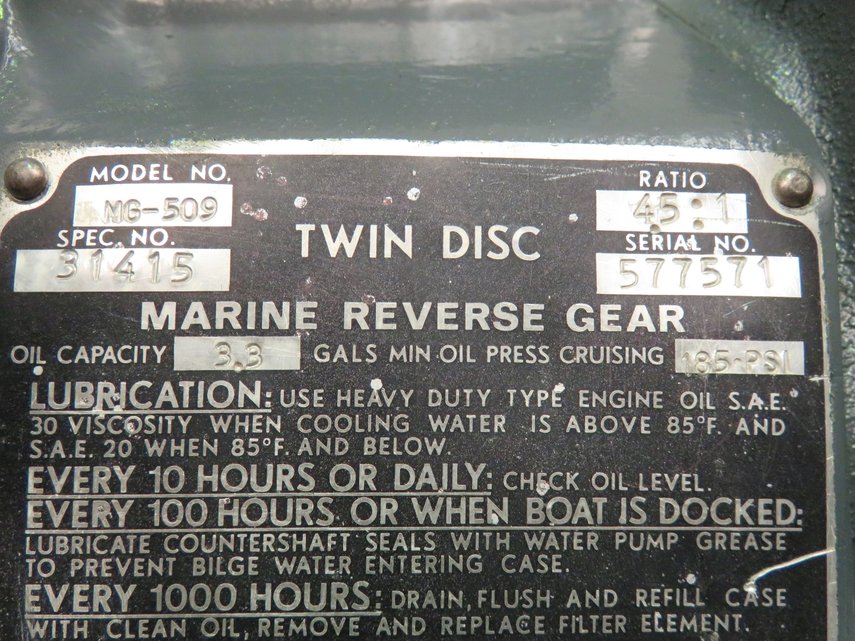 MODEL NO.
MG-509
RATIO
4.5:1
SPEC. NO.
31415
TWIN DISC
SERIAL NO.
577571
MARINE REVERSE GEAR
OIL CAPACITY 3.3 GALS MIN. OIL PRESS CRUISING 185-PSI
LUBRICATION: USE HEAVY DUTY TYPE ENGINE OIL S.A.E.
30 VISCOSITY WHEN COOLING WATER IS ABOVE 85°F. AND
S.A.E. 20 WHEN 85°F. AND BELOW.
EVERY 10 HOURS OR DAILY: CHECK OIL LEVEL.
EVERY 100 HOURS OR WHEN BOAT IS DOCKED:
LUBRICATE COUNTERSHAFT SEALS WITH WATER PUMP GREASE
TO PREVENT BILGE WATER ENTERING CASE.
EVERY 1000 HOURS: DRAIN, FLUSH AND REFILL CASE
WITH CLEAN OIL, REMOVE AND REPLACE FILTER ELEMENT.